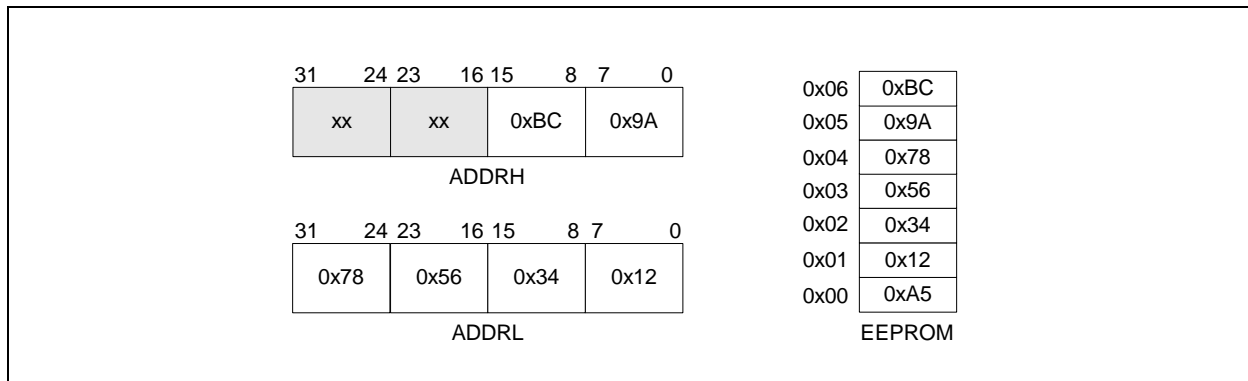 31 24 23 16 15 8 7 0
xx xx 0xBC 0x9A
ADDRH
31 24 23 16 15 8 7 0
0x78 0x56 0x34 0x12
ADDRL
0x06 0xBC
0x05 0x9A
0x04 0x78
0x03 0x56
0x02 0x34
0x01 0x12
0x00 0xA5
EEPROM